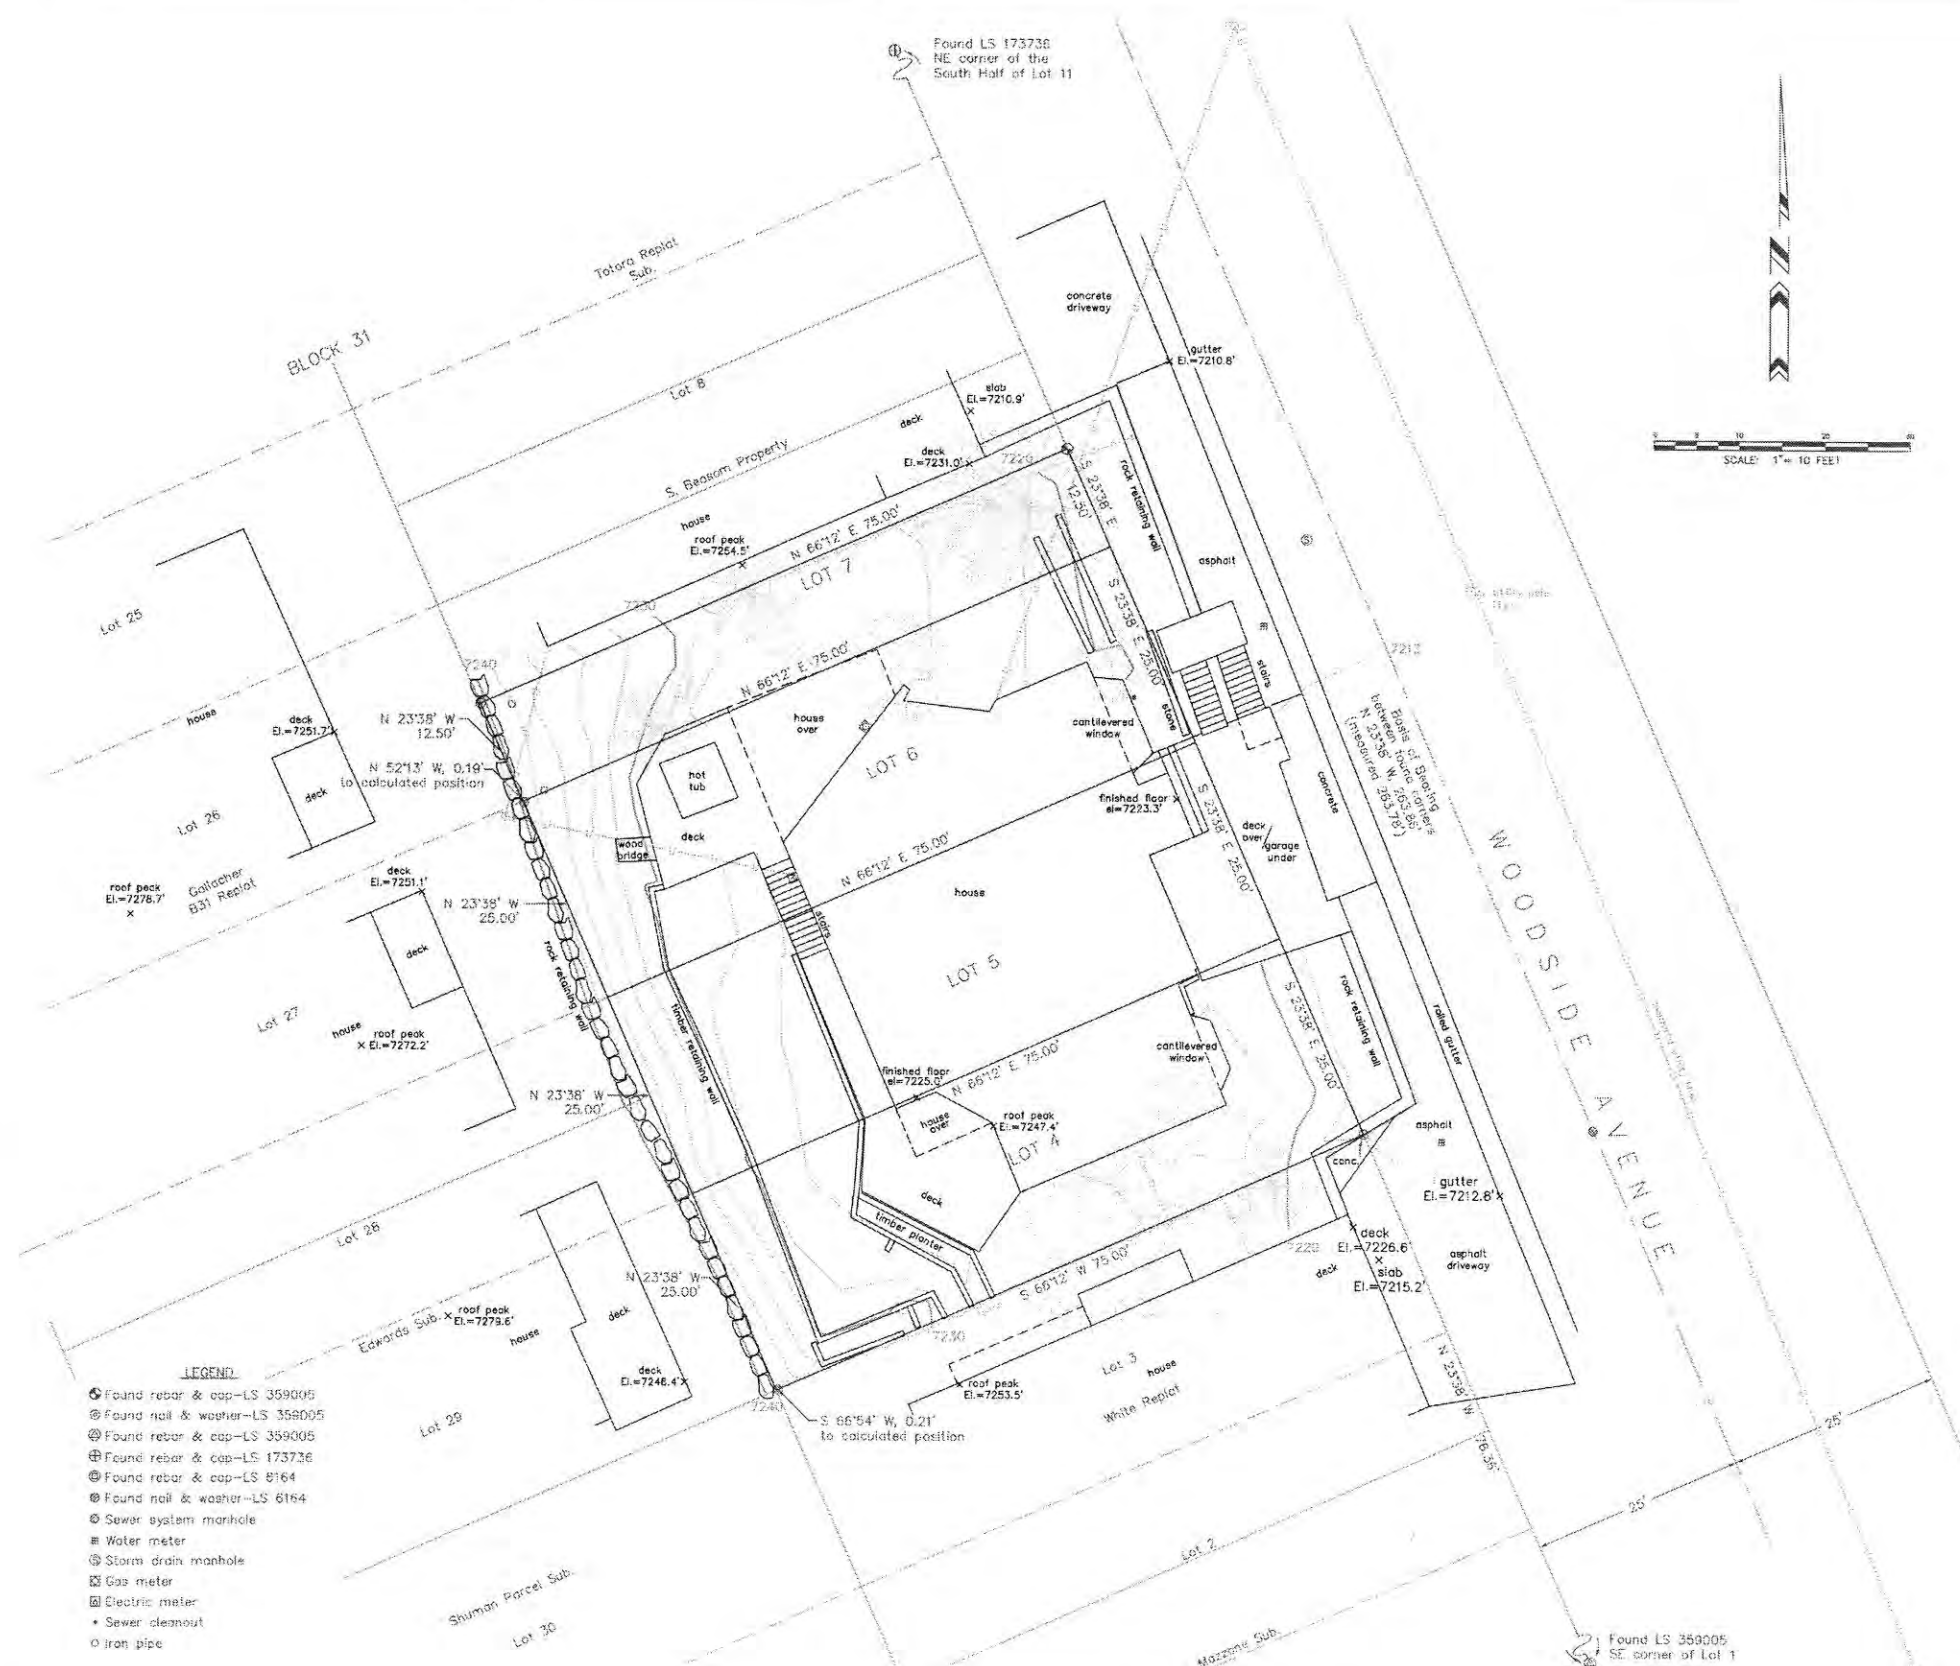 Found LS 173736
NE corner of the
South Half of Lot 11
Totora Replat
Sub.
BLOCK 31
Lot 8
concrete
driveway
gutter
El.=7210.8'
slab
El.=7210.9'
deck
deck
El.=7231.0'
7220
S. Beasom Property
house
roof peak
El.=7254.5'
N 66°12' E 75.00'
LOT 7
S 23°38' E
12.50'
rock retaining wall
asphalt
SCALE: 1"= 10 FEET
Lot 25
7230
7240
N 66°12' E 75.00'
S 23°38' E 25.00'
stairs
stone
7212
house
deck
El.=7251.7'
N 23°38' W
12.50'
N 52°13' W, 0.19'
to calculated position
house
over
cantilevered
window
LOT 6
hot
tub
deck
Basis of Bearing
between found corners
N 23°38' W, 263.86'
(measured 263.78')
finished floor
el=7223.3'
S 23°38' E 25.00'
concrete
deck
over
garage
under
Lot 26
deck
wood
bridge
N 66°12' E 75.00'
house
WOODSIDE AVENUE
roof peak
El.=7278.7'
Gallacher
B31 Replat
deck
El.=7251.1'
N 23°38' W
25.00'
deck
stairs
rock retaining wall
LOT 5
Lot 27
house
roof peak
El.=7272.2'
timber retaining wall
S 23°38' E 25.00'
rock retaining wall
rolled gutter
cantilevered
window
N 66°12' E 75.00'
finished floor
el=7225.0'
N 23°38' W
25.00'
house
over
roof peak
El.=7247.4'
LOT 4
conc.
asphalt
gutter
El.=7212.8'
deck
timber planter
Lot 28
S 66°12' W 75.00'
7220
deck
El.=7226.6'
slab
El.=7215.2'
deck
asphalt
driveway
N 23°38' W
25.00'
Edwards Sub.
roof peak
El.=7279.6'
house
deck
deck
El.=7248.4'
7230
7240
Lot 3
house
roof peak
El.=7253.5'
White Replat
S 66°54' W, 0.21'
to calculated position
N 23°38' W
78.36'
25'
25'
Lot 29
LEGEND
Found rebar & cap-LS 359005
Found nail & washer-LS 359005
Found rebar & cap-LS 359005
Found rebar & cap-LS 173736
Found rebar & cap-LS 6164
Found nail & washer-LS 6164
Sewer system manhole
Water meter
Storm drain manhole
Gas meter
Electric meter
Sewer cleanout
Iron pipe
Shuman Parcel Sub.
Lot 30
Lot 2
Mazzone Sub.
Found LS 359005
SE corner of Lot 1